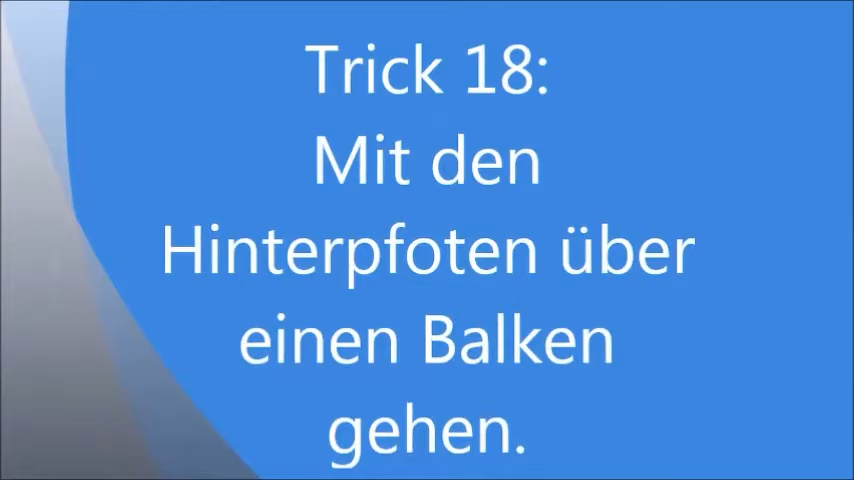 Trick 18:
Mit den
Hinterpfoten über
einen Balken
gehen.